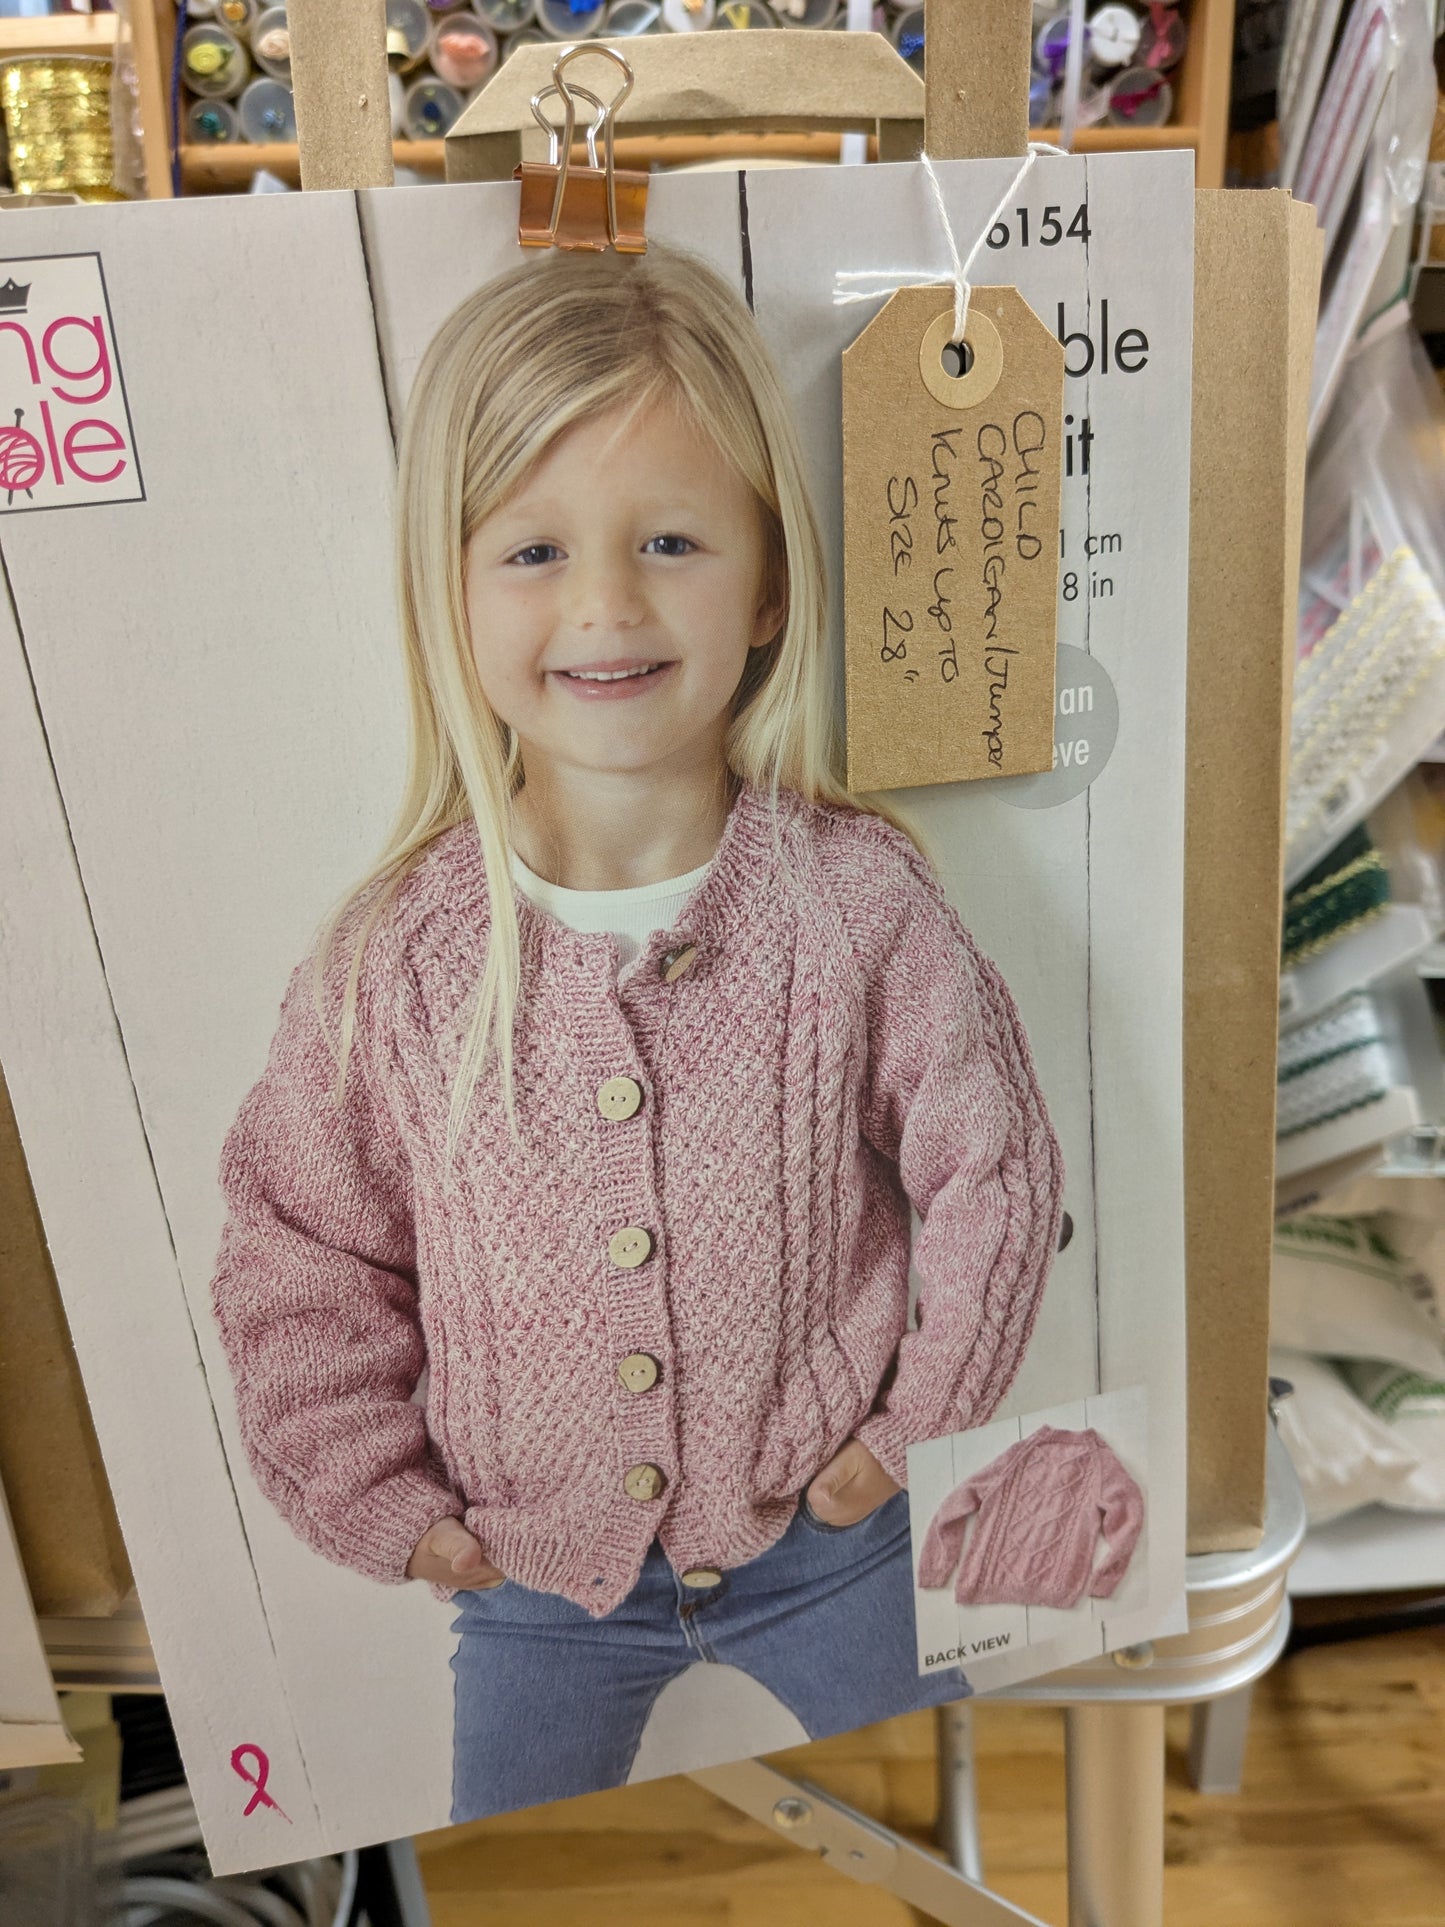 ng
ole
6154
ble
it
1 cm
8 in
an
eve
CHILD
CARDIGAN/Jumper
Knits up to
SIZE 28"
BACK VIEW